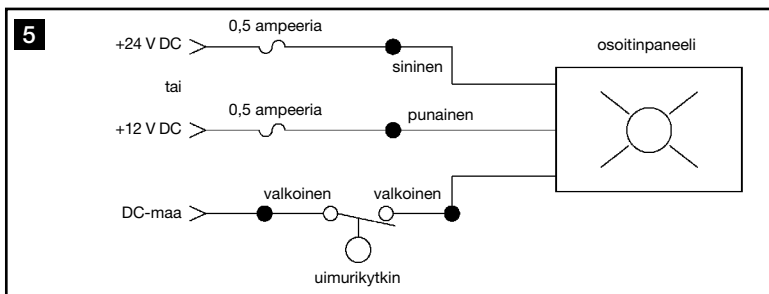 5
0,5 ampeeria
+24 V DC
sininen
osoitinpaneeli
tai
0,5 ampeeria
punainen
+12 V DC
valkoinen
valkoinen
DC-maa
uimurikytkin